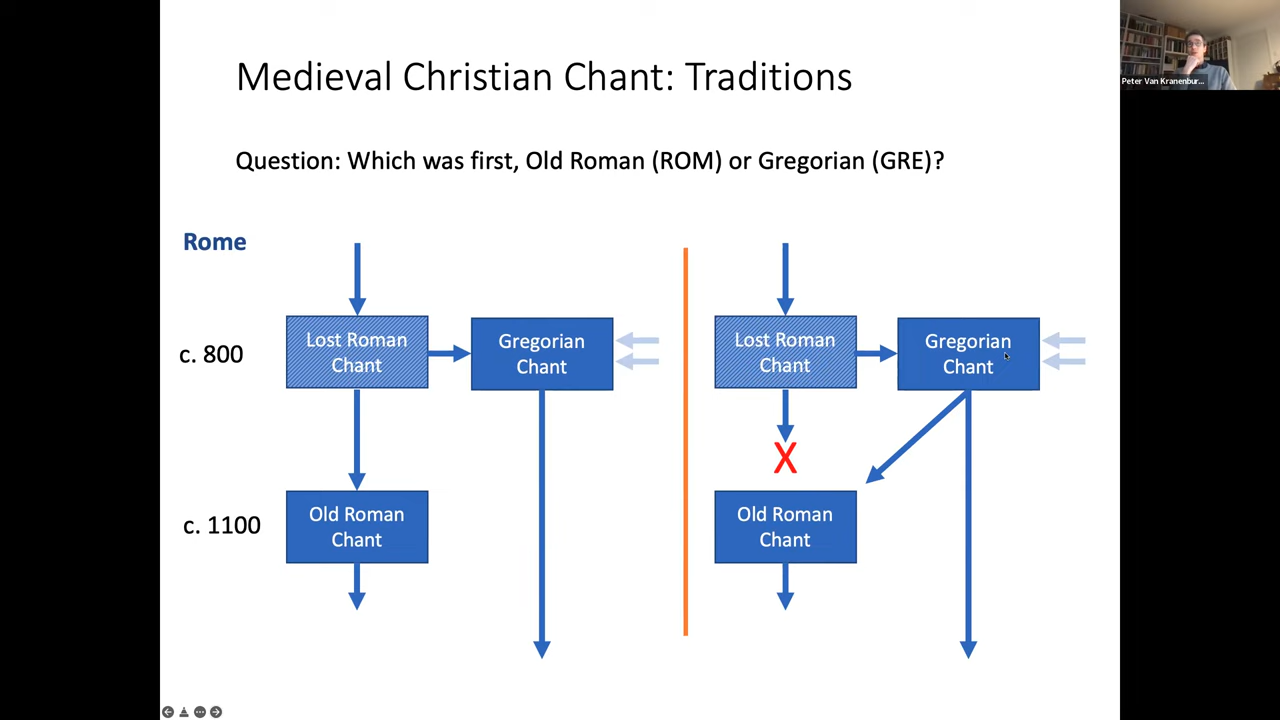 Medieval Christian Chant: Traditions
Peter Van Kranenbur...
Question: Which was first, Old Roman (ROM) or Gregorian (GRE)?
Rome
c. 800
Lost Roman
Chant
Gregorian
Chant
Lost Roman
Chant
Gregorian
Chant
X
c. 1100
Old Roman
Chant
Old Roman
Chant